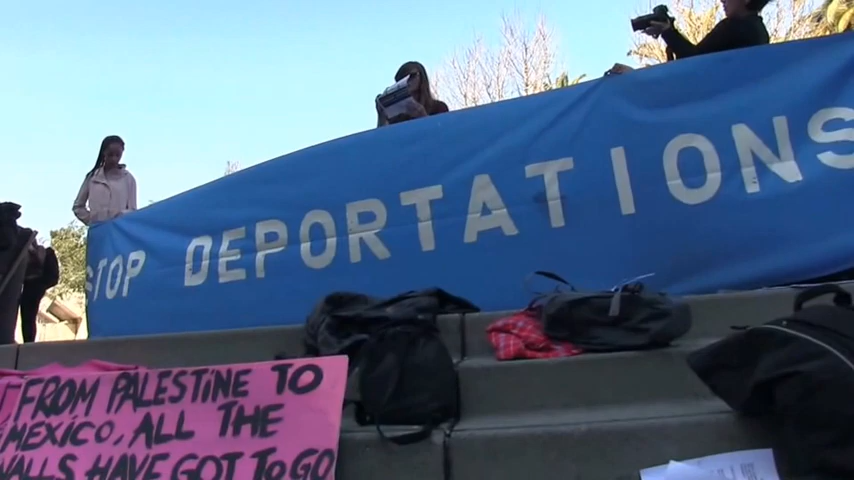 STOP DEPORTATIONS
FROM PALESTINE TO
MEXICO, ALL THE
WALLS HAVE GOT TO GO